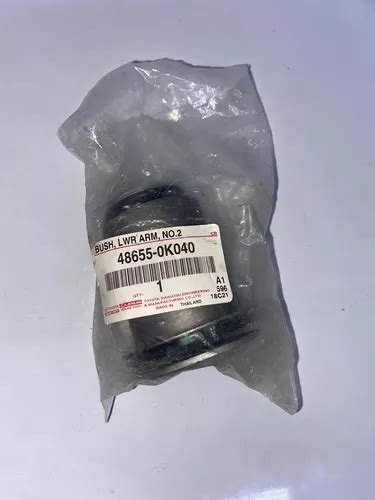 BUSH, LWR ARM, NO.2
48655-0K040
QTY. 1
A1
TOYOTA DAIHATSU ENGINEERING 596
& MANUFACTURING CO.,LTD. 18C21
MADE IN THAILAND